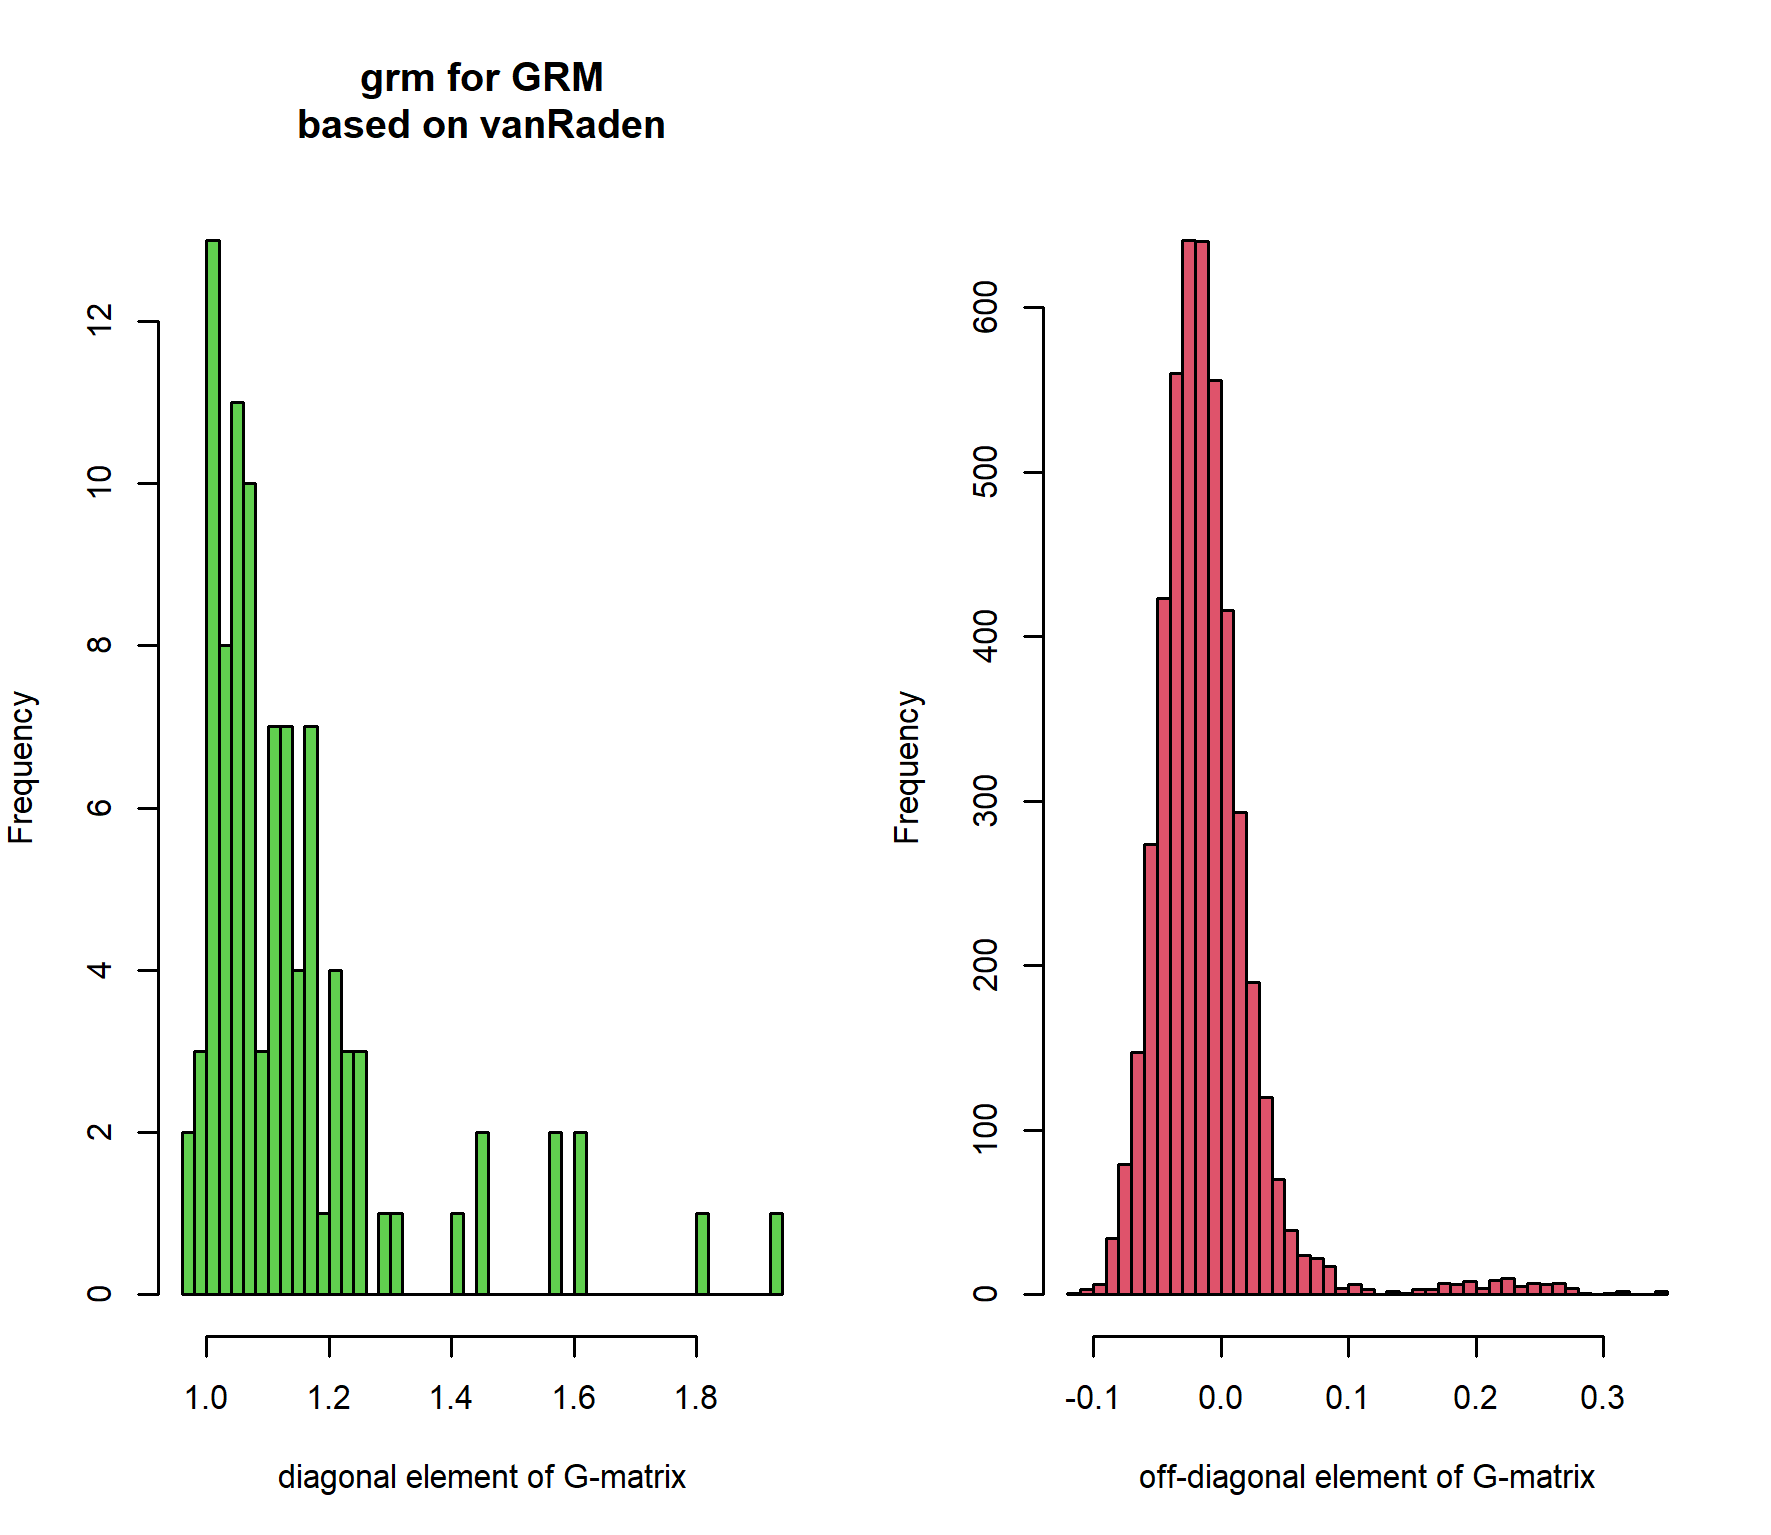 grm for GRM
based on vanRaden
Frequency
0
2
4
6
8
10
12
1.0 1.2 1.4 1.6 1.8
diagonal element of G-matrix
Frequency
0
100
200
300
400
500
600
-0.1 0.0 0.1 0.2 0.3
off-diagonal element of G-matrix